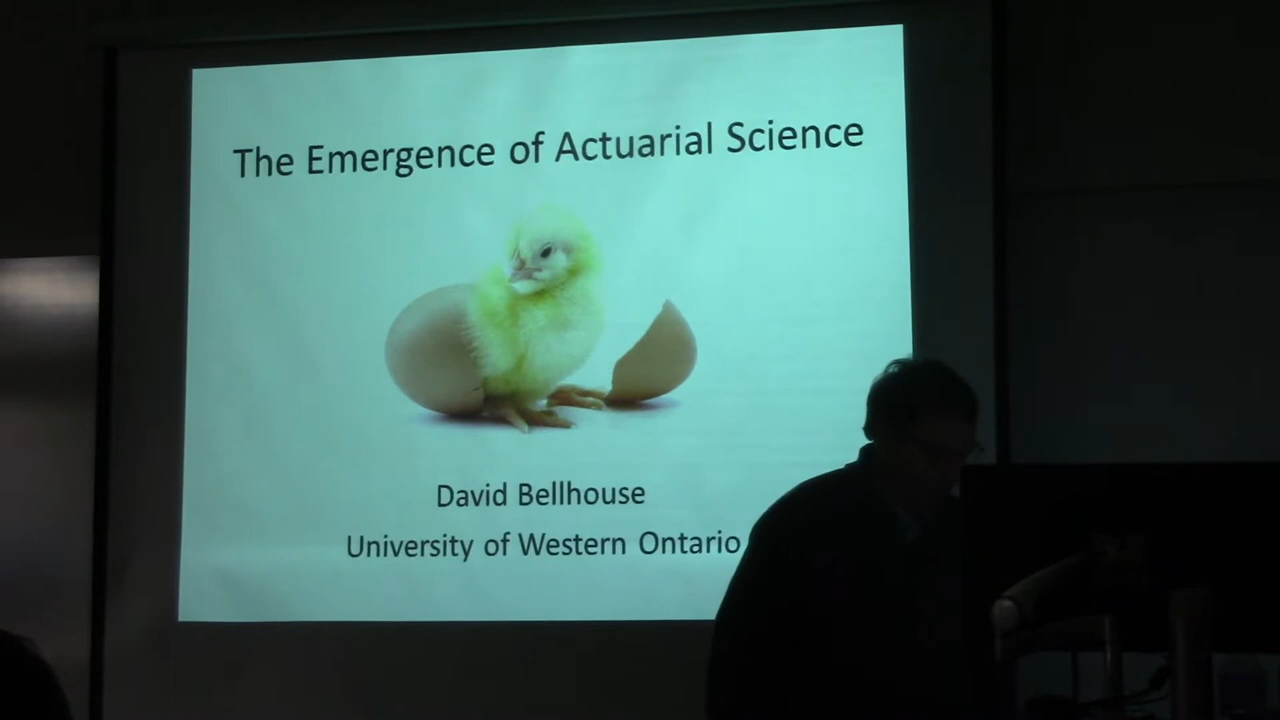 The Emergence of Actuarial Science
David Bellhouse
University of Western Ontario